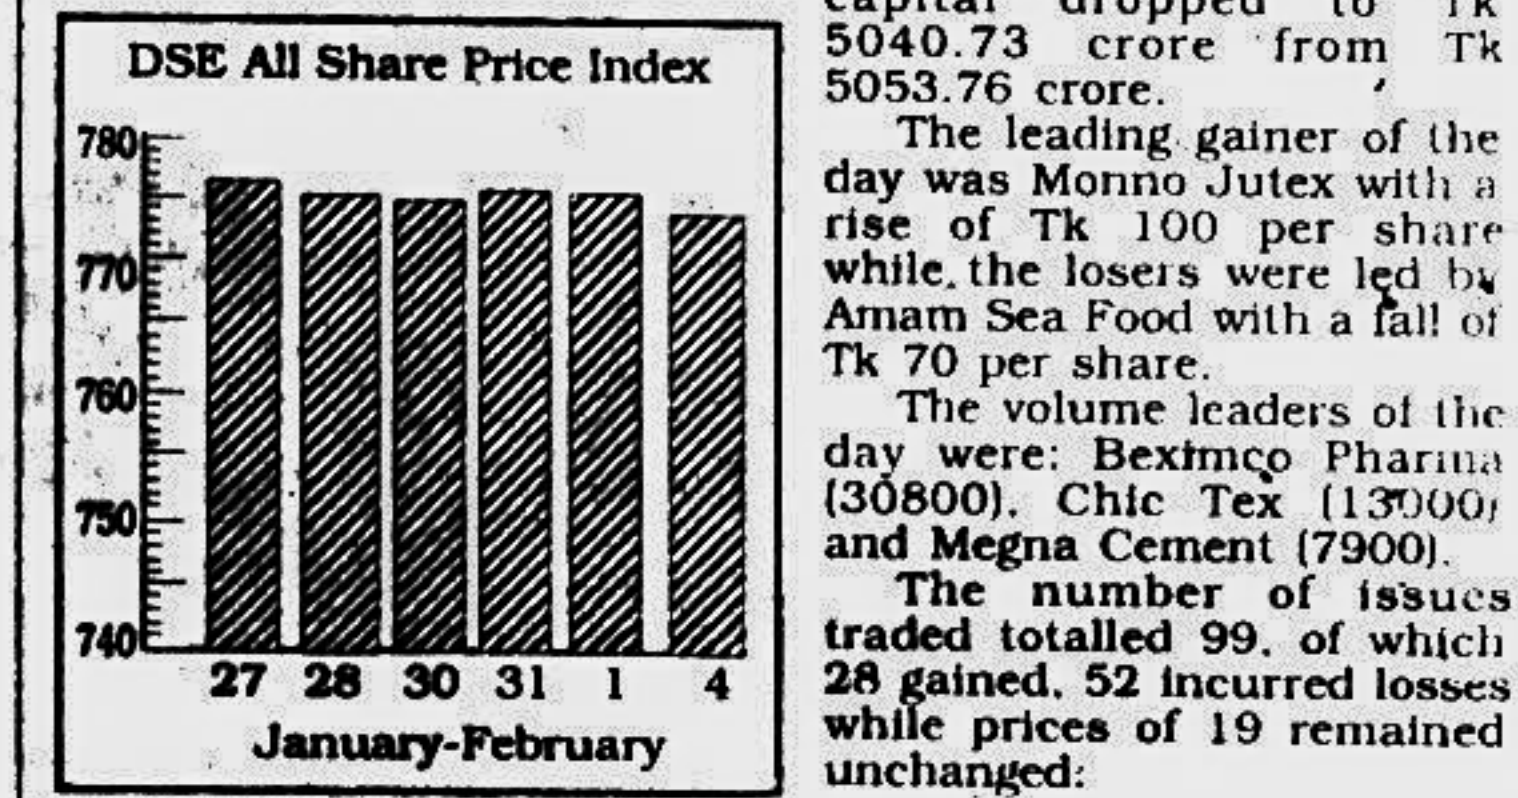 DSE All Share Price Index
780
770
760
750
740
27 28 30 31 1 4
January-February
capital dropped to Tk
5040.73 crore from Tk
5053.76 crore.
The leading gainer of the
day was Monno Jutex with a
rise of Tk 100 per share
while, the losers were led by
Amam Sea Food with a fall of
Tk 70 per share.
The volume leaders of the
day were: Beximco Pharma
(30800), Chic Tex (13000)
and Megna Cement (7900).
The number of issues
traded totalled 99, of which
28 gained, 52 incurred losses
while prices of 19 remained
unchanged: